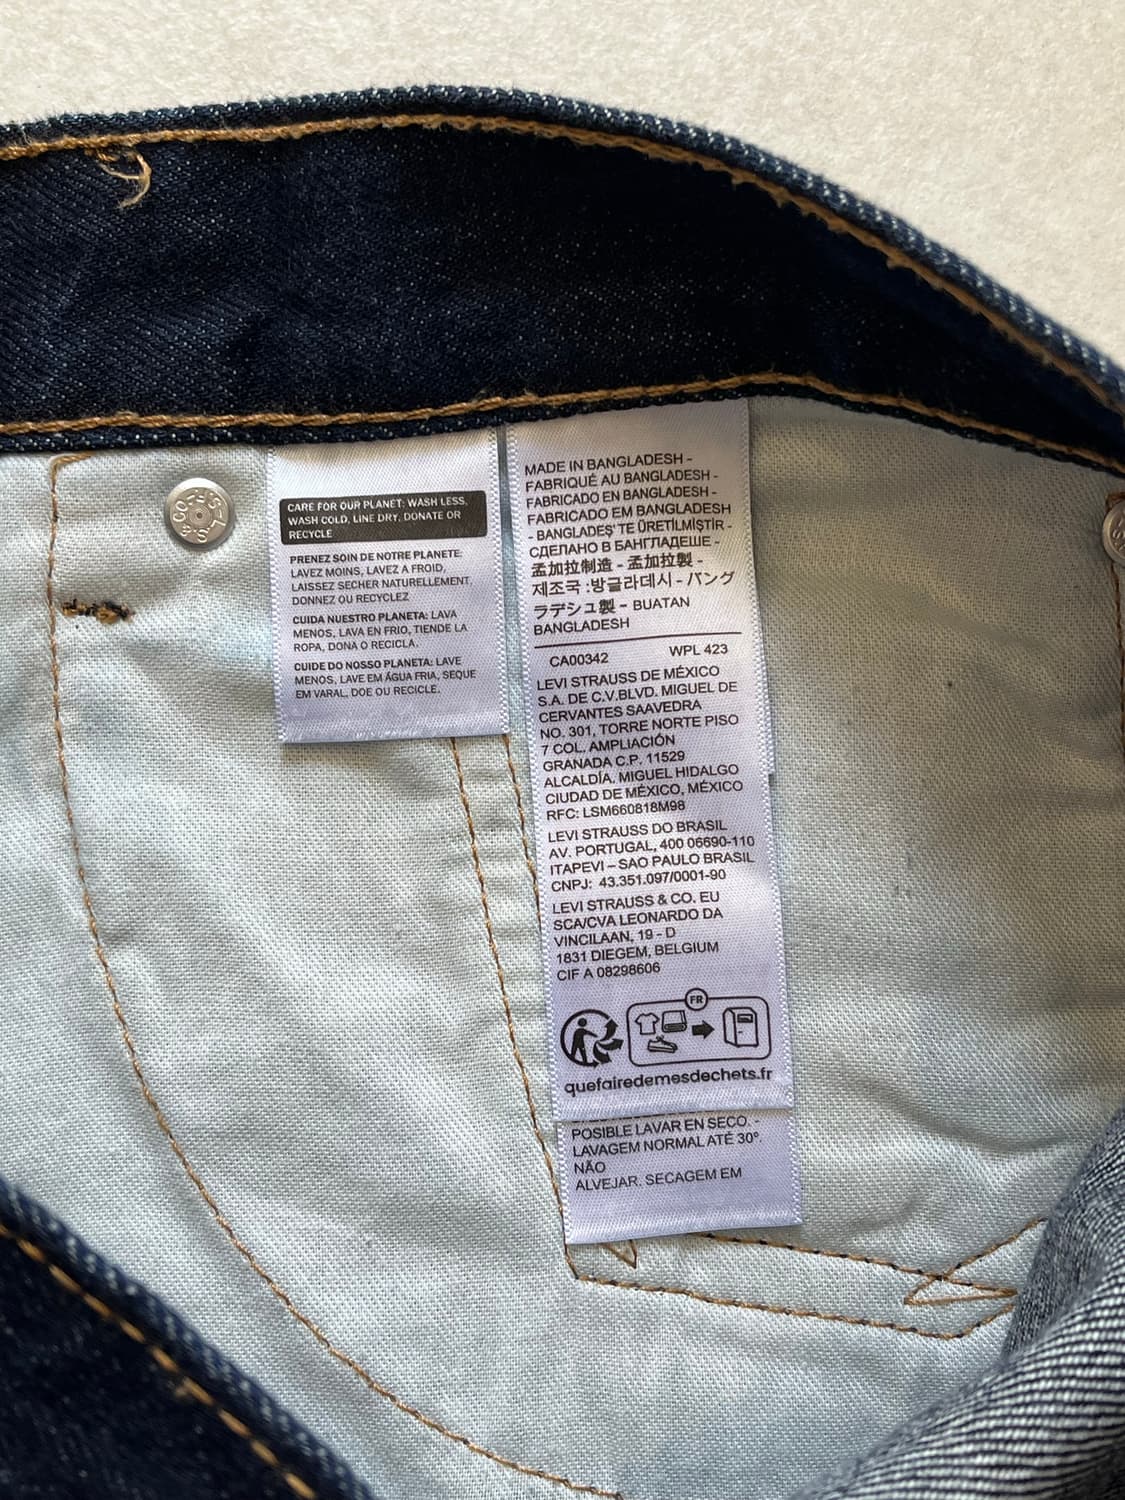 CARE FOR OUR PLANET: WASH LESS,
WASH COLD, LINE DRY, DONATE OR
RECYCLE
PRENEZ SOIN DE NOTRE PLANETE:
LAVEZ MOINS, LAVEZ A FROID,
LAISSEZ SECHER NATURELLEMENT,
DONNEZ OU RECYCLEZ
CUIDA NUESTRO PLANETA: LAVA
MENOS, LAVA EN FRIO, TIENDE LA
ROPA, DONA O RECICLA.
CUIDE DO NOSSO PLANETA: LAVE
MENOS, LAVE EM ÁGUA FRIA, SEQUE
EM VARAL, DOE OU RECICLE.
MADE IN BANGLADESH -
FABRIQUÉ AU BANGLADESH -
FABRICADO EN BANGLADESH -
FABRICADO EM BANGLADESH
- BANGLADEŞ'TE ÜRETİLMİŞTİR -
СДЕЛАНО В БАНГЛАДЕШЕ -
孟加拉制造 - 孟加拉製 -
제조국 :방글라데시 - バング
ラデシュ製 - BUATAN
BANGLADESH
CA00342 WPL 423
LEVI STRAUSS DE MÉXICO
S.A. DE C.V.BLVD. MIGUEL DE
CERVANTES SAAVEDRA
NO. 301, TORRE NORTE PISO
7 COL. AMPLIACIÓN
GRANADA C.P. 11529
ALCALDÍA. MIGUEL HIDALGO
CIUDAD DE MÉXICO, MÉXICO
RFC: LSM660818M98
LEVI STRAUSS DO BRASIL
AV. PORTUGAL, 400 06690-110
ITAPEVI – SAO PAULO BRASIL
CNPJ: 43.351.097/0001-90
LEVI STRAUSS & CO. EU
SCA/CVA LEONARDO DA
VINCILAAN, 19 - D
1831 DIEGEM, BELGIUM
CIF A 08298606
FR
quefairedemesdechets.fr
POSIBLE LAVAR EN SECO. -
LAVAGEM NORMAL ATÉ 30º.
NÃO
ALVEJAR. SECAGEM EM